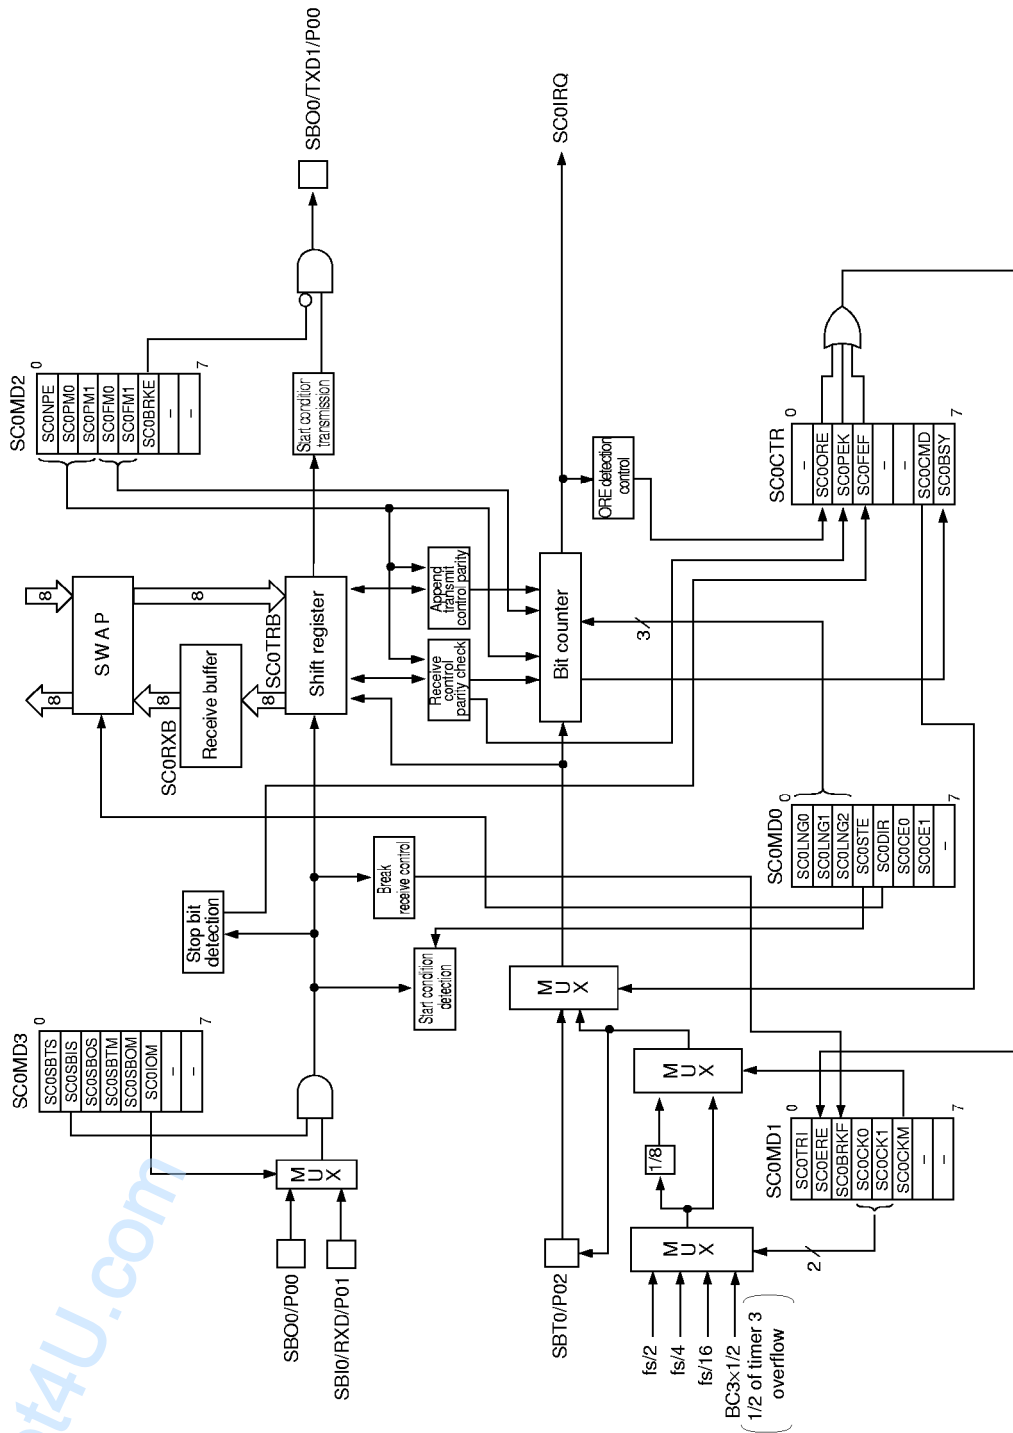 SC0MD3
0
SC0SBTS
SC0SBIS
SC0SBOS
SC0SBTM
SC0SBOM
SC0IOM
–
–
7
SBO0/P00
SBI0/RXD/P01
MUX
Stop bit
detection
Start condition
detection
Break
receive control
SWAP
8
8
SC0RXB
Receive buffer
8
8
8
SC0TRB
Shift register
SC0MD2
0
SC0NPE
SC0PM0
SC0PM1
SC0FM0
SC0FM1
SC0BRKE
–
–
7
Start condition
transmission
SBO0/TXD1/P00
Receive
control
parity check
Append
transmit
control parity
Bit counter
3
ORE detection
control
SC0IRQ
SBT0/P02
MUX
MUX
1/8
MUX
fs/2
fs/4
fs/16
BC3×1/2
1/2 of timer 3
overflow
2
SC0MD1
0
SC0TRI
SC0ERE
SC0BRKF
SC0CK0
SC0CK1
SC0CKM
–
–
7
SC0MD0
0
SC0LNG0
SC0LNG1
SC0LNG2
SC0STE
SC0DIR
SC0CE0
SC0CE1
–
7
SC0CTR
0
–
SC0ORE
SC0PEK
SC0FEF
–
–
SC0CMD
SC0BSY
7
t4U.com